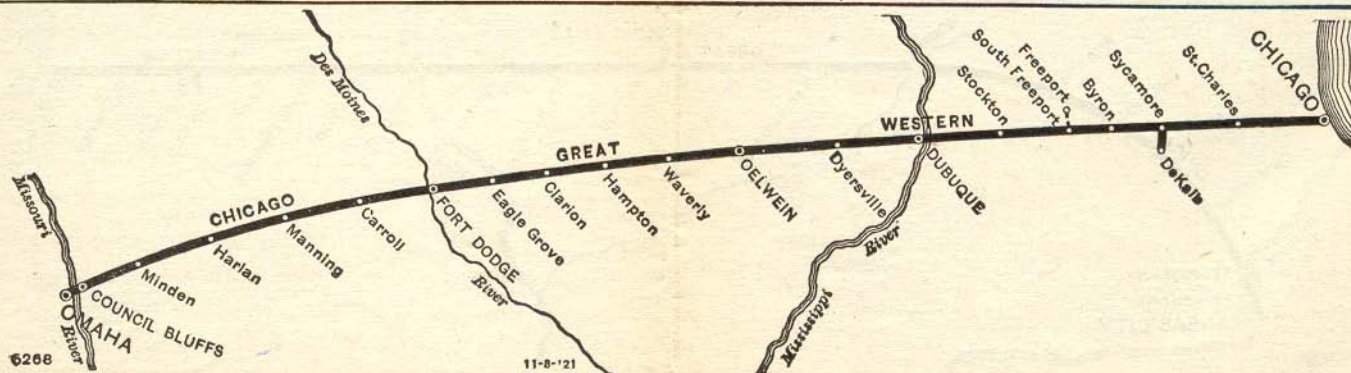 CHICAGO GREAT WESTERN
OMAHA
COUNCIL BLUFFS
Minden
Harlan
Manning
Carroll
FORT DODGE
Eagle Grove
Clarion
Hampton
Waverly
OELWEIN
Dyersville
DUBUQUE
Stockton
South Freeport
Freeport
Byron
Sycamore
DeKalb
St. Charles
CHICAGO
Missouri River
Des Moines River
Mississippi River
6268
11-8-'21